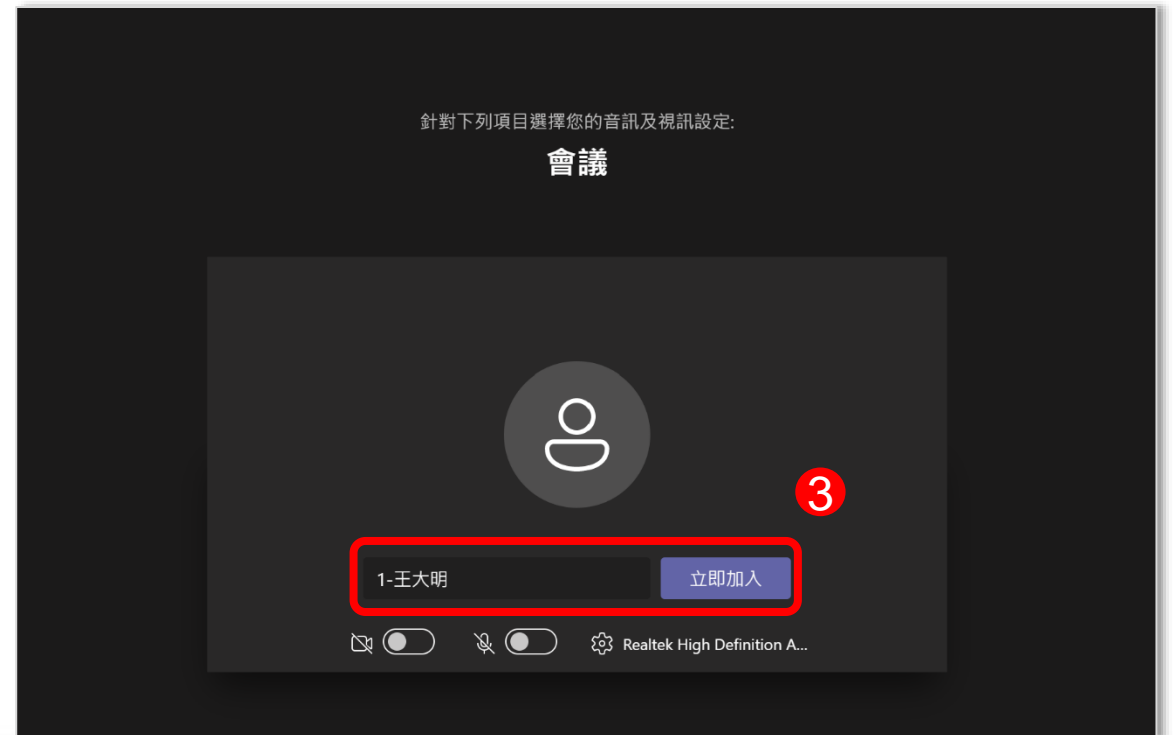 針對下列項目選擇您的音訊及視訊設定:
會議
3
1-王大明 立即加入
Realtek High Definition A...